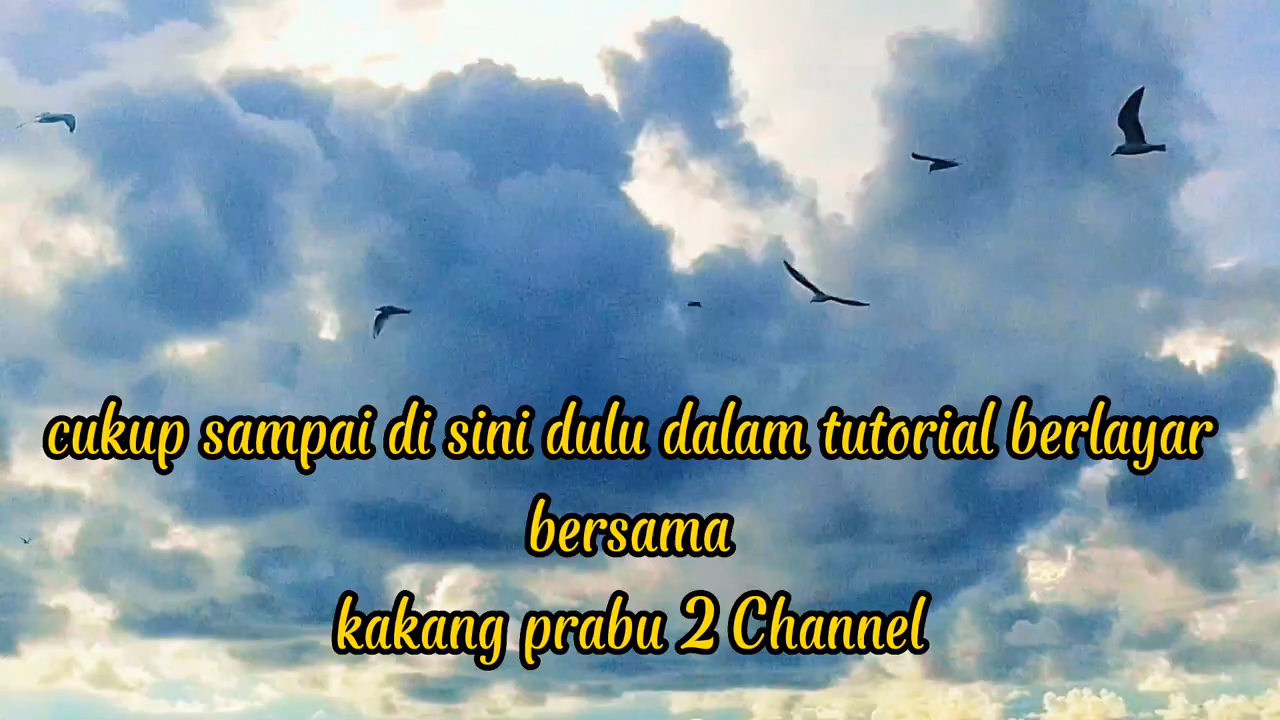 cukup sampai di sini dulu dalam tutorial berlayar
bersama
kakang prabu 2 Channel